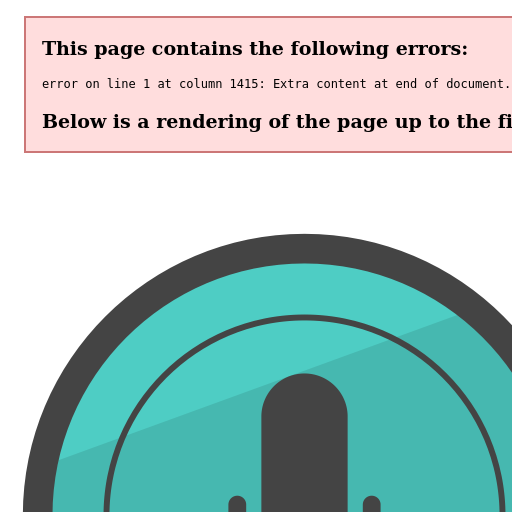 This page contains the following errors:
error on line 1 at column 1415: Extra content at end of document.
Below is a rendering of the page up to the